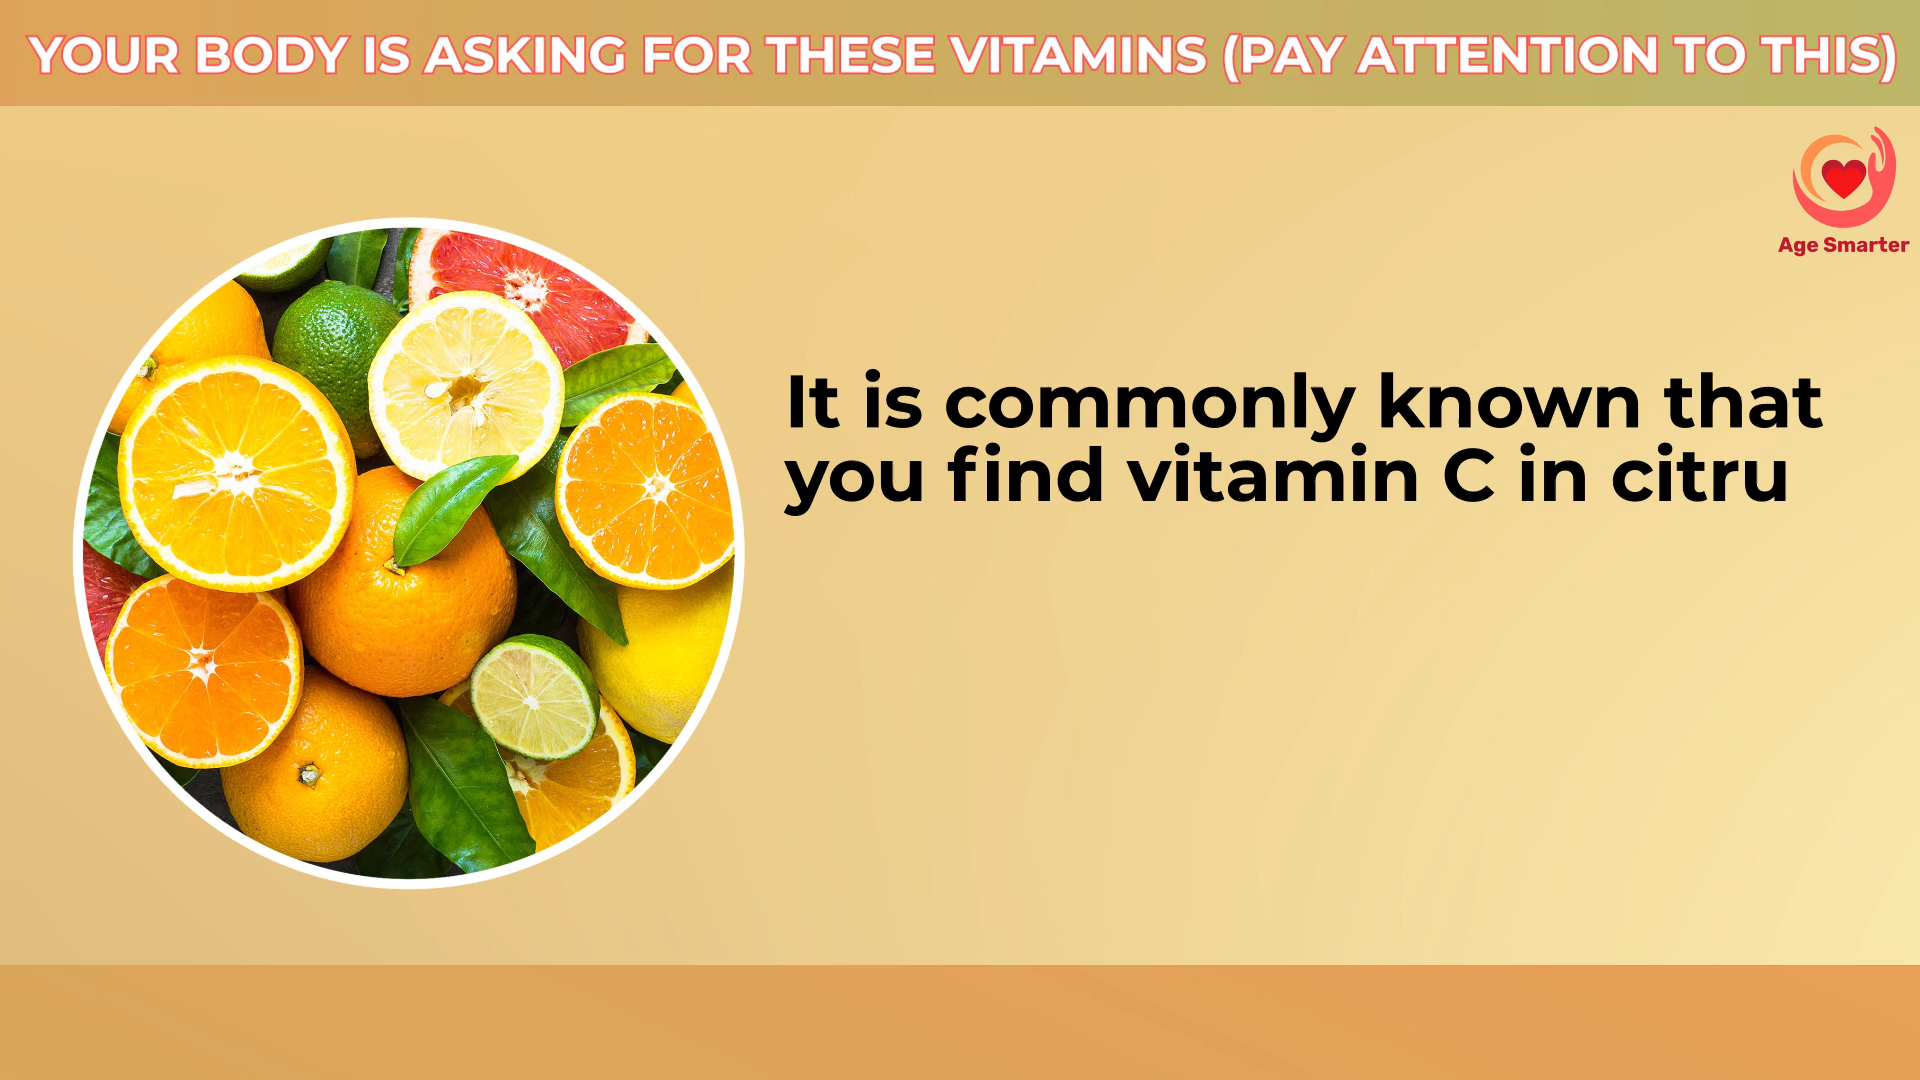 YOUR BODY IS ASKING FOR THESE VITAMINS (PAY ATTENTION TO THIS)
Age Smarter
It is commonly known that
you find vitamin C in citru